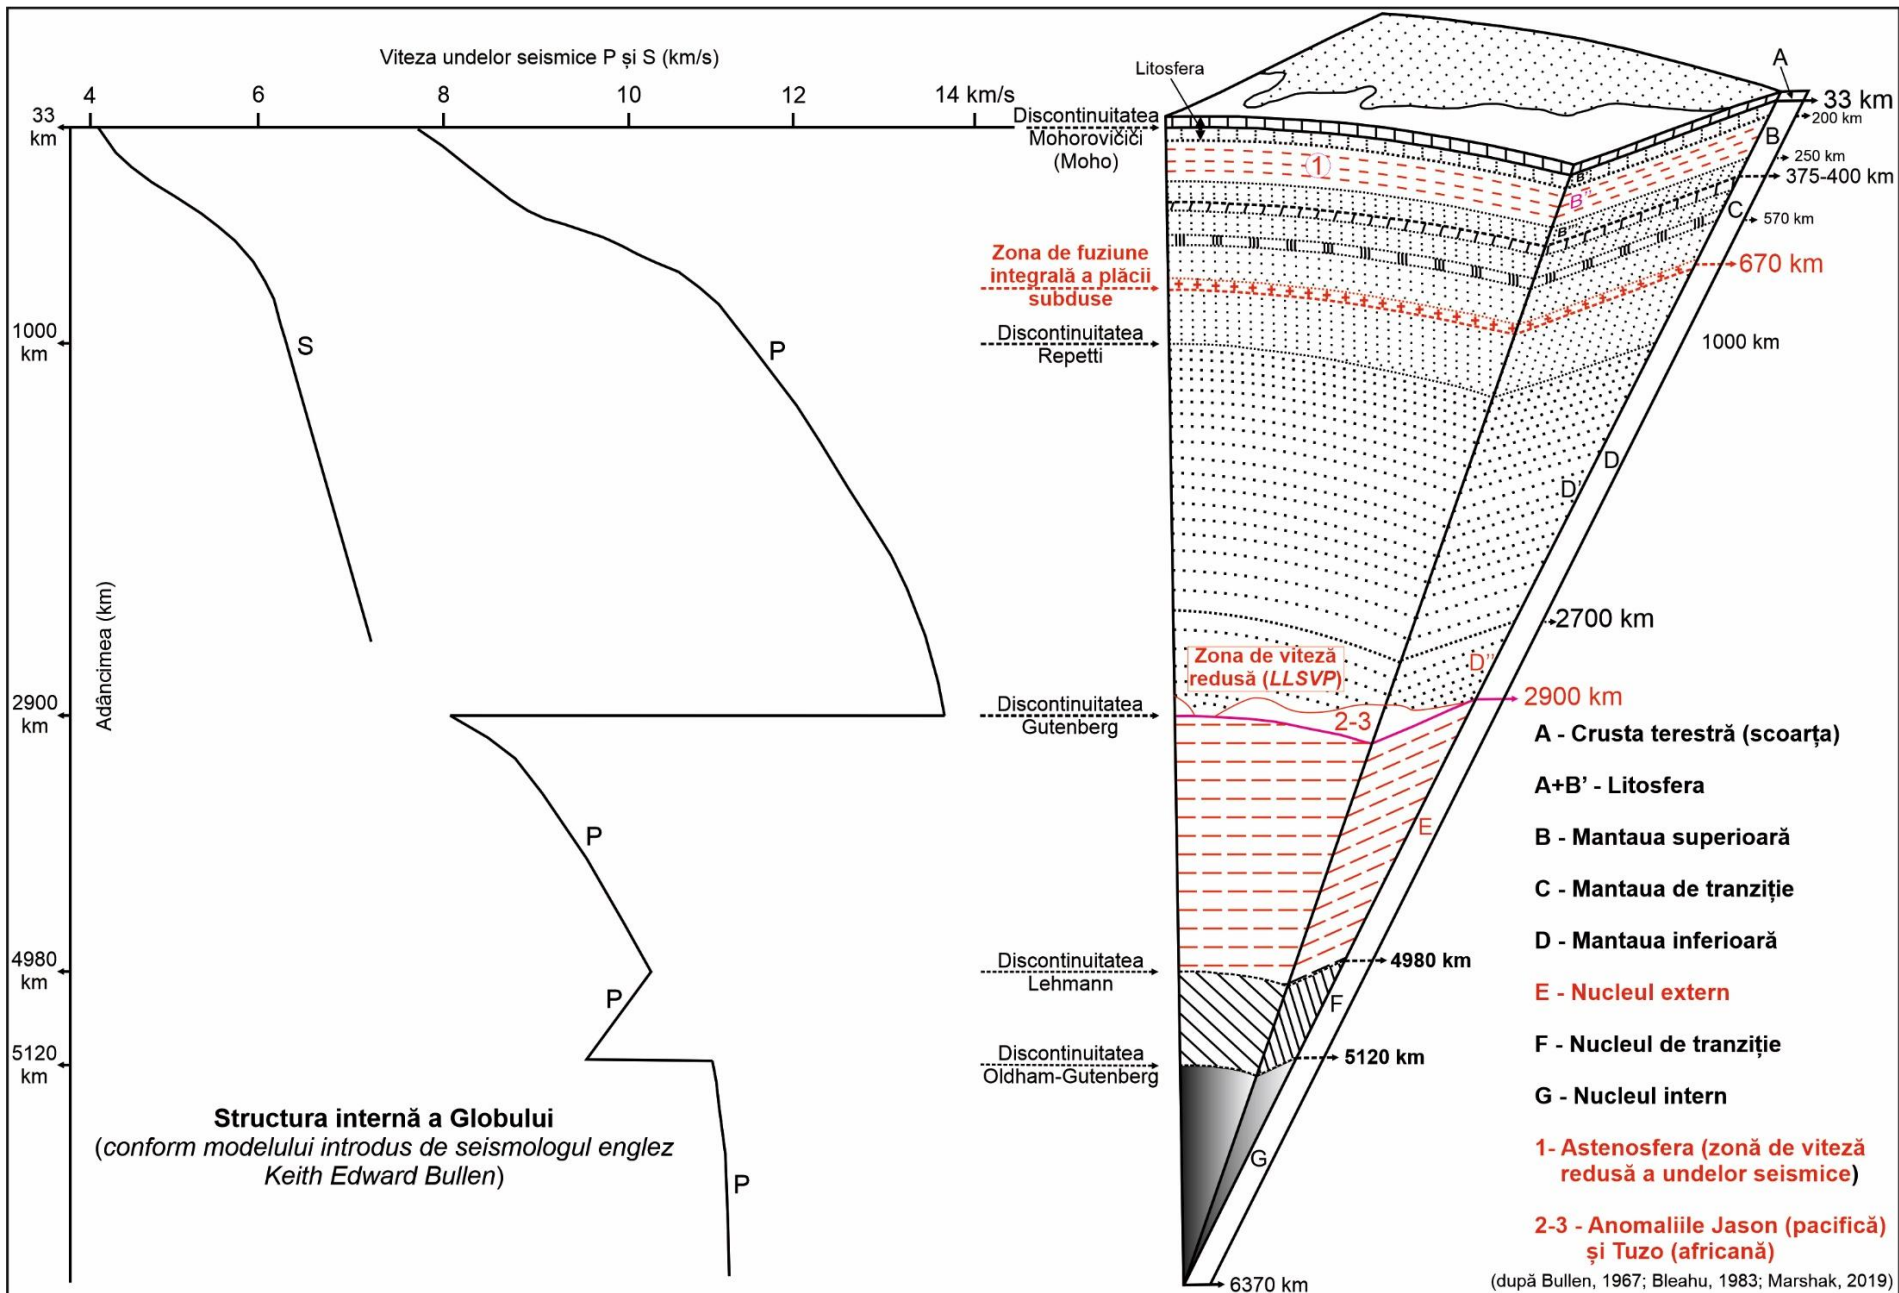 Viteza undelor seismice P și S (km/s)
4
6
8
10
12
14 km/s
33
km
1000
km
2900
km
4980
km
5120
km
Adâncimea (km)
S
P
P
P
P
Structura internă a Globului
(conform modelului introdus de seismologul englez
Keith Edward Bullen)
Litosfera
Discontinuitatea
Mohorovičici
(Moho)
Zona de fuziune
integrală a plăcii
subduse
Discontinuitatea
Repetti
Discontinuitatea
Gutenberg
Discontinuitatea
Lehmann
Discontinuitatea
Oldham-Gutenberg
1
Zona de viteză
redusă (LLSVP)
2-3
A
B
B'
B''
B'''
C
D
D'
D''
E
F
G
33 km
200 km
250 km
375-400 km
570 km
670 km
1000 km
2700 km
2900 km
4980 km
5120 km
6370 km
A - Crusta terestră (scoarța)
A+B’ - Litosfera
B - Mantaua superioară
C - Mantaua de tranziție
D - Mantaua inferioară
E - Nucleul extern
F - Nucleul de tranziție
G - Nucleul intern
1- Astenosfera (zonă de viteză
redusă a undelor seismice)
2-3 - Anomaliile Jason (pacifică)
și Tuzo (africană)
(după Bullen, 1967; Bleahu, 1983; Marshak, 2019)